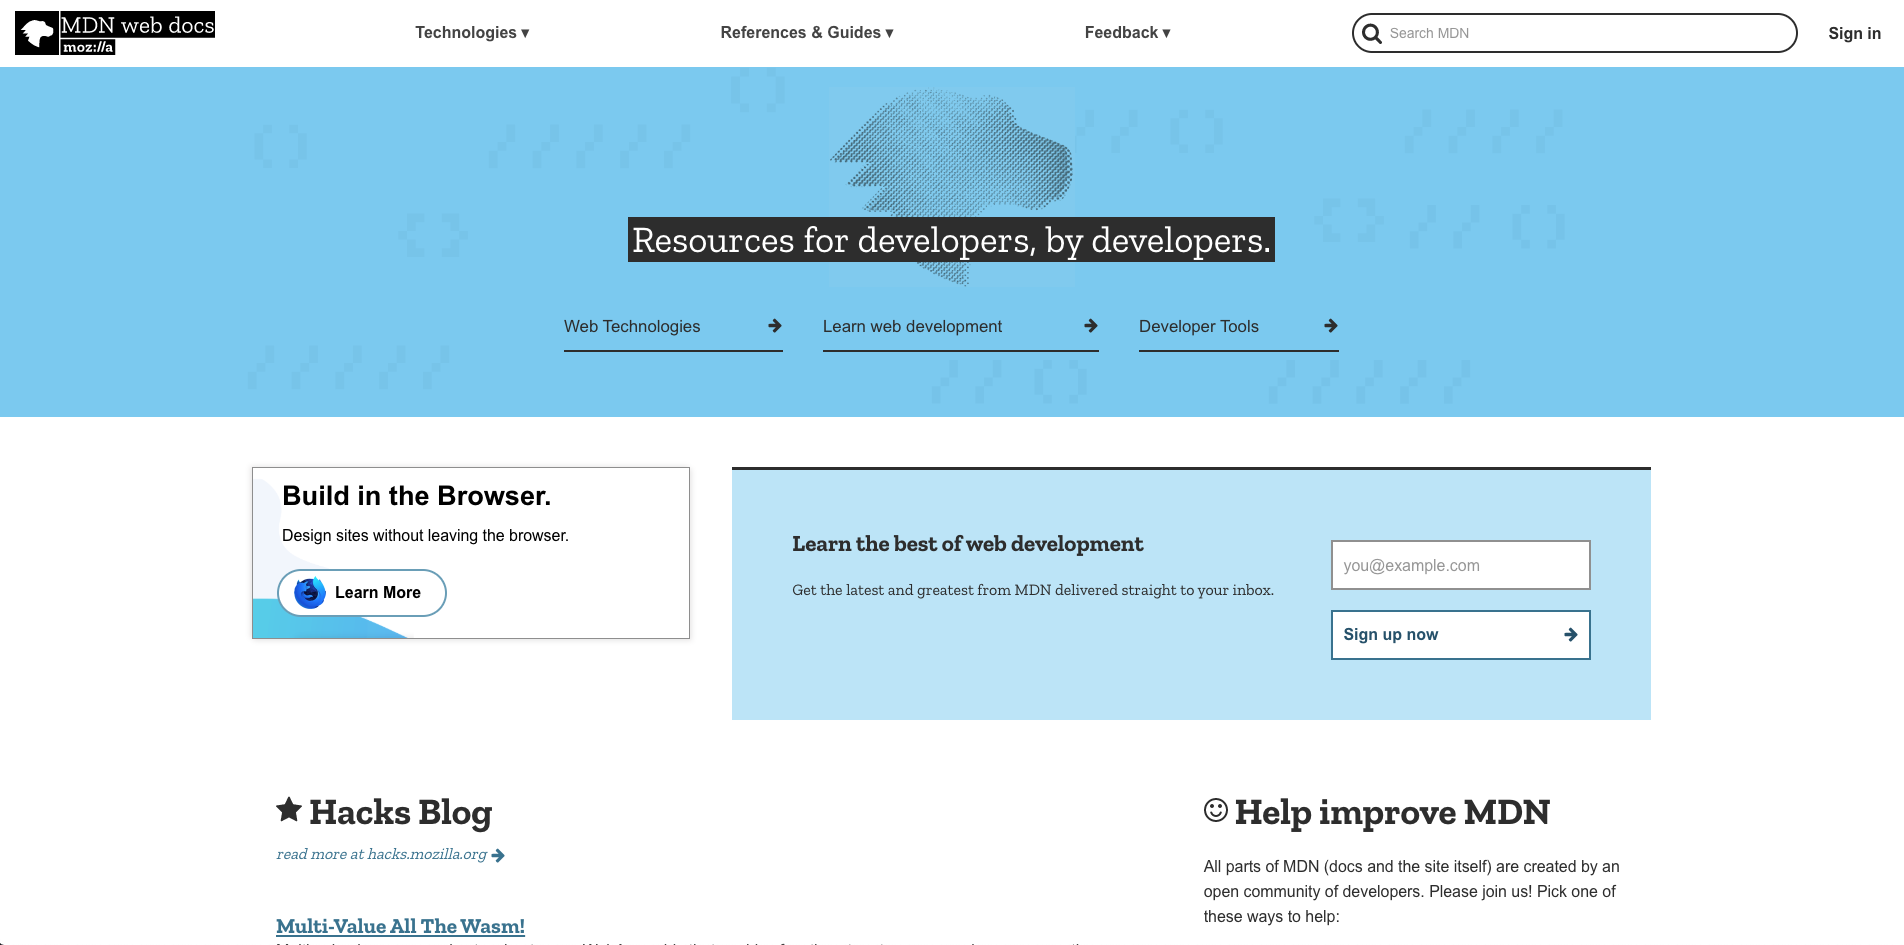 MDN web docs
moz://a
Technologies ▾
References & Guides ▾
Feedback ▾
Search MDN
Sign in
Resources for developers, by developers.
Web Technologies
Learn web development
Developer Tools
Build in the Browser.
Design sites without leaving the browser.
Learn More
Learn the best of web development
Get the latest and greatest from MDN delivered straight to your inbox.
you@example.com
Sign up now
Hacks Blog
read more at hacks.mozilla.org
Multi-Value All The Wasm!
Help improve MDN
All parts of MDN (docs and the site itself) are created by an
open community of developers. Please join us! Pick one of
these ways to help: